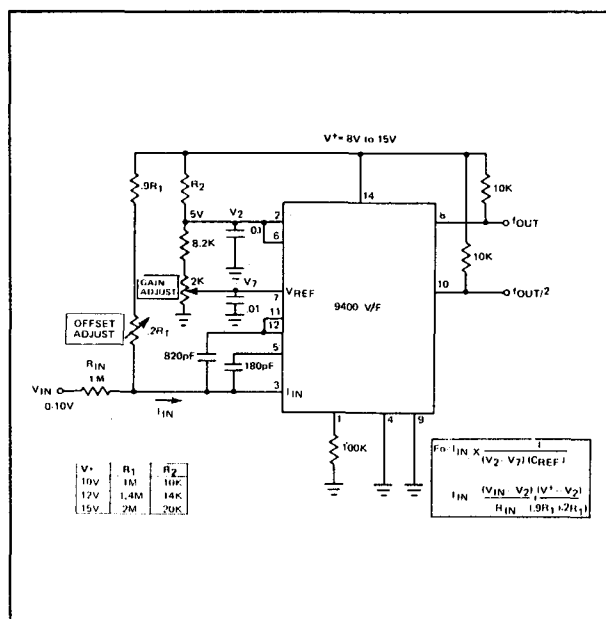 V⁺ = 8V to 15V
.9R₁
R₂
10K
14
5V
V₂
2
8
fOUT
0.1
6
8.2K
10K
GAIN ADJUST
2K
V₇
7
VREF
10
fOUT/2
.01
9400 V/F
11
12
OFFSET ADJUST
.2R₁
820pF
5
180pF
RIN
1M
VIN
0-10V
IIN
3
IIN
1
4
9
100K
V+ R₁ R₂
10V 1M 10K
12V 1.4M 14K
15V 2M 20K
IIN X 1
(V₂ - V₇) (CREF)
IIN (VIN - V₂) (V⁺ - V₂)
RIN (.9R₁ + .2R₁)